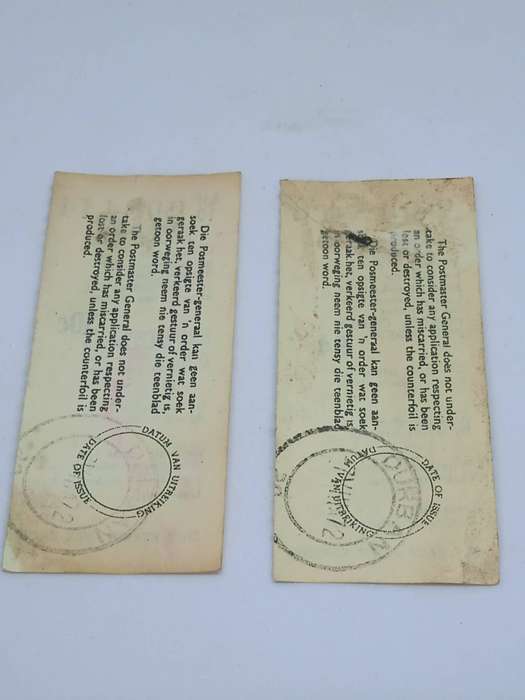 Die Posmeester-generaal kan geen aan-
soek ten opsigte van 'n order wat soek
geraak het, verkeerd gestuur of vernietig is,
in oorweging neem nie tensy die teenblad
getoon word.
The Postmaster General does not under-
take to consider any application respecting
an order which has miscarried, or has been
lost or destroyed, unless the counterfoil is
produced.
DATUM VAN UITREIKING
DATE OF ISSUE
The Postmaster General does not under-
take to consider any application respecting
an order which has miscarried, or has been
lost or destroyed, unless the counterfoil is
produced.
Die Posmeester-generaal kan geen aan-
soek ten opsigte van 'n order wat soek
geraak het, verkeerd gestuur of vernietig is,
in oorweging neem nie tensy die teenblad
getoon word.
DATE OF ISSUE
DATUM VAN UITREIKING
DURBAN